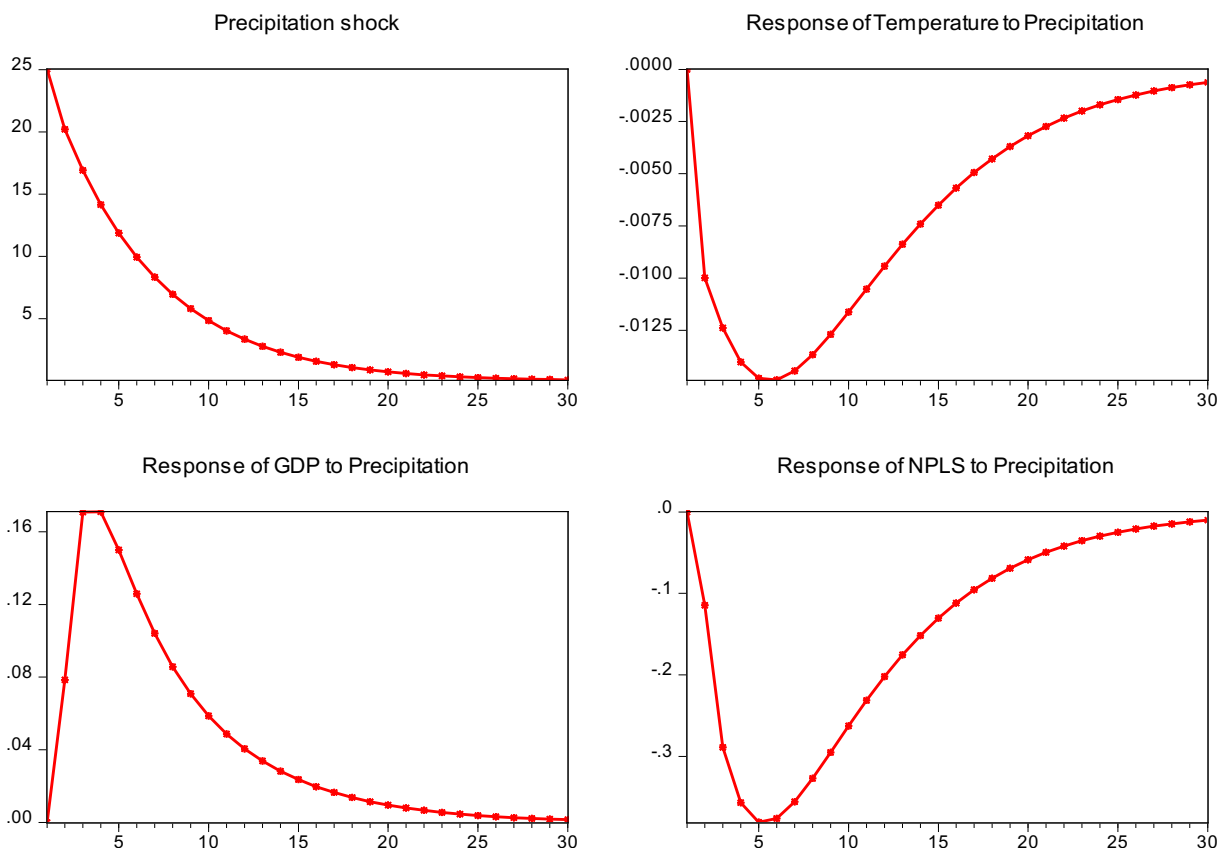 Precipitation shock
25
20
15
10
5
5 10 15 20 25 30
Response of Temperature to Precipitation
.0000
-.0025
-.0050
-.0075
-.0100
-.0125
5 10 15 20 25 30
Response of GDP to Precipitation
.16
.12
.08
.04
.00
5 10 15 20 25 30
Response of NPLS to Precipitation
.0
-.1
-.2
-.3
5 10 15 20 25 30